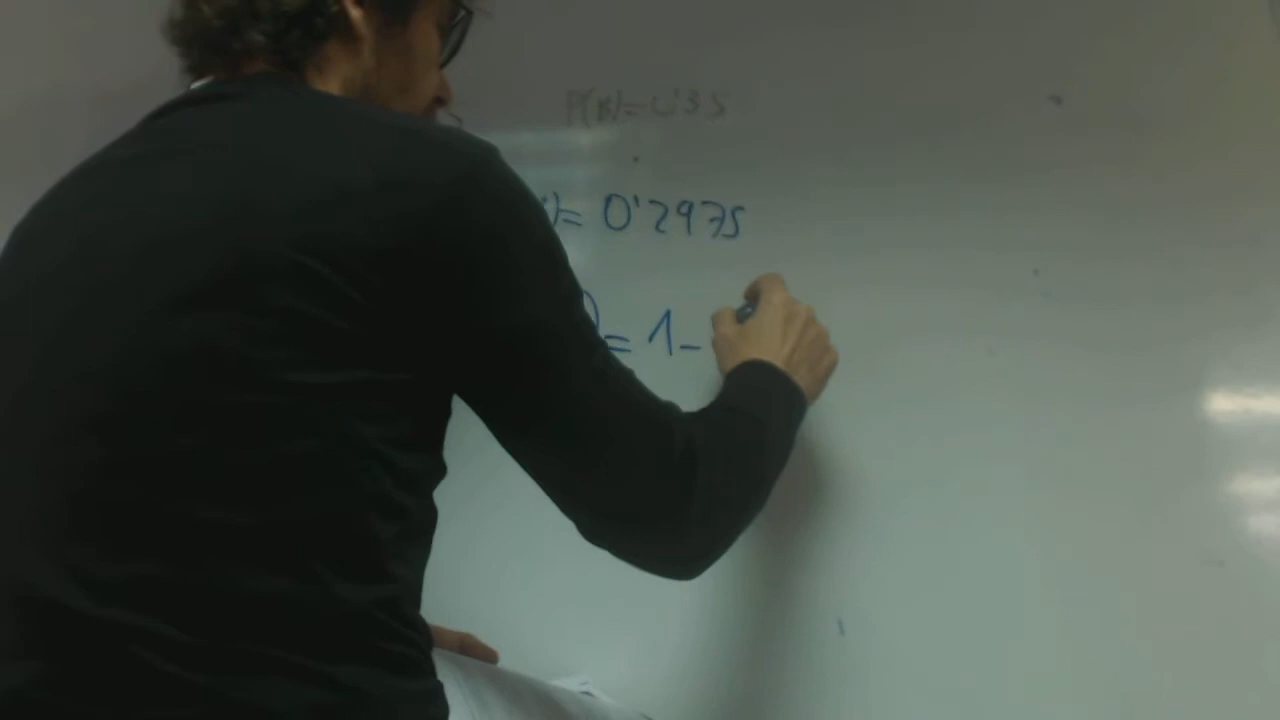 P(B)=0'35
)= 0'2975
)= 1-